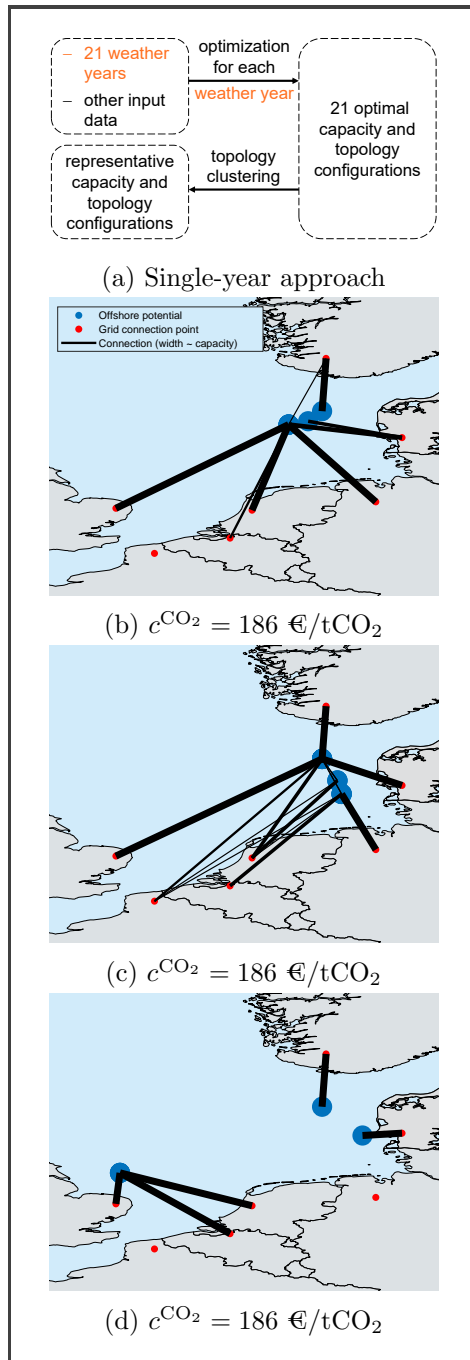 – 21 weather
years
– other input
data
optimization
for each
weather year
21 optimal
capacity and
topology
configurations
representative
capacity and
topology
configurations
topology
clustering
(a) Single-year approach
Offshore potential
Grid connection point
Connection (width ~ capacity)
(b) c^CO₂ = 186 €/tCO₂
(c) c^CO₂ = 186 €/tCO₂
(d) c^CO₂ = 186 €/tCO₂